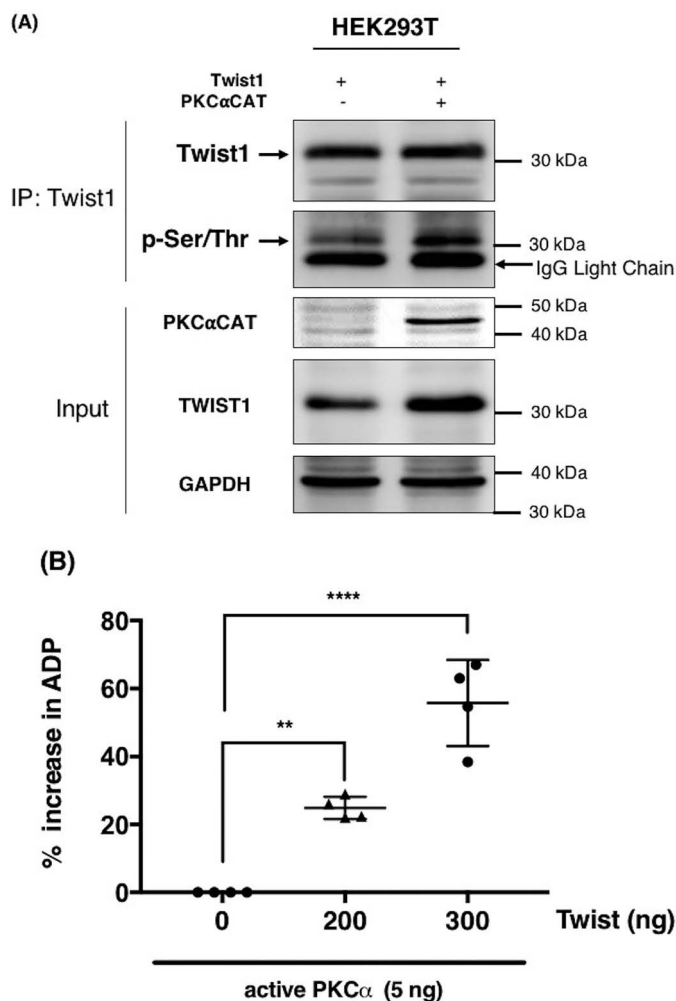 (A)
HEK293T
Twist1 + +
PKCαCAT - +
IP: Twist1
Twist1
30 kDa
p-Ser/Thr
30 kDa
IgG Light Chain
Input
PKCαCAT
50 kDa
40 kDa
TWIST1
30 kDa
GAPDH
40 kDa
30 kDa
(B)
% increase in ADP
80
60
40
20
0
****
**
0 200 300 Twist (ng)
active PKCα (5 ng)